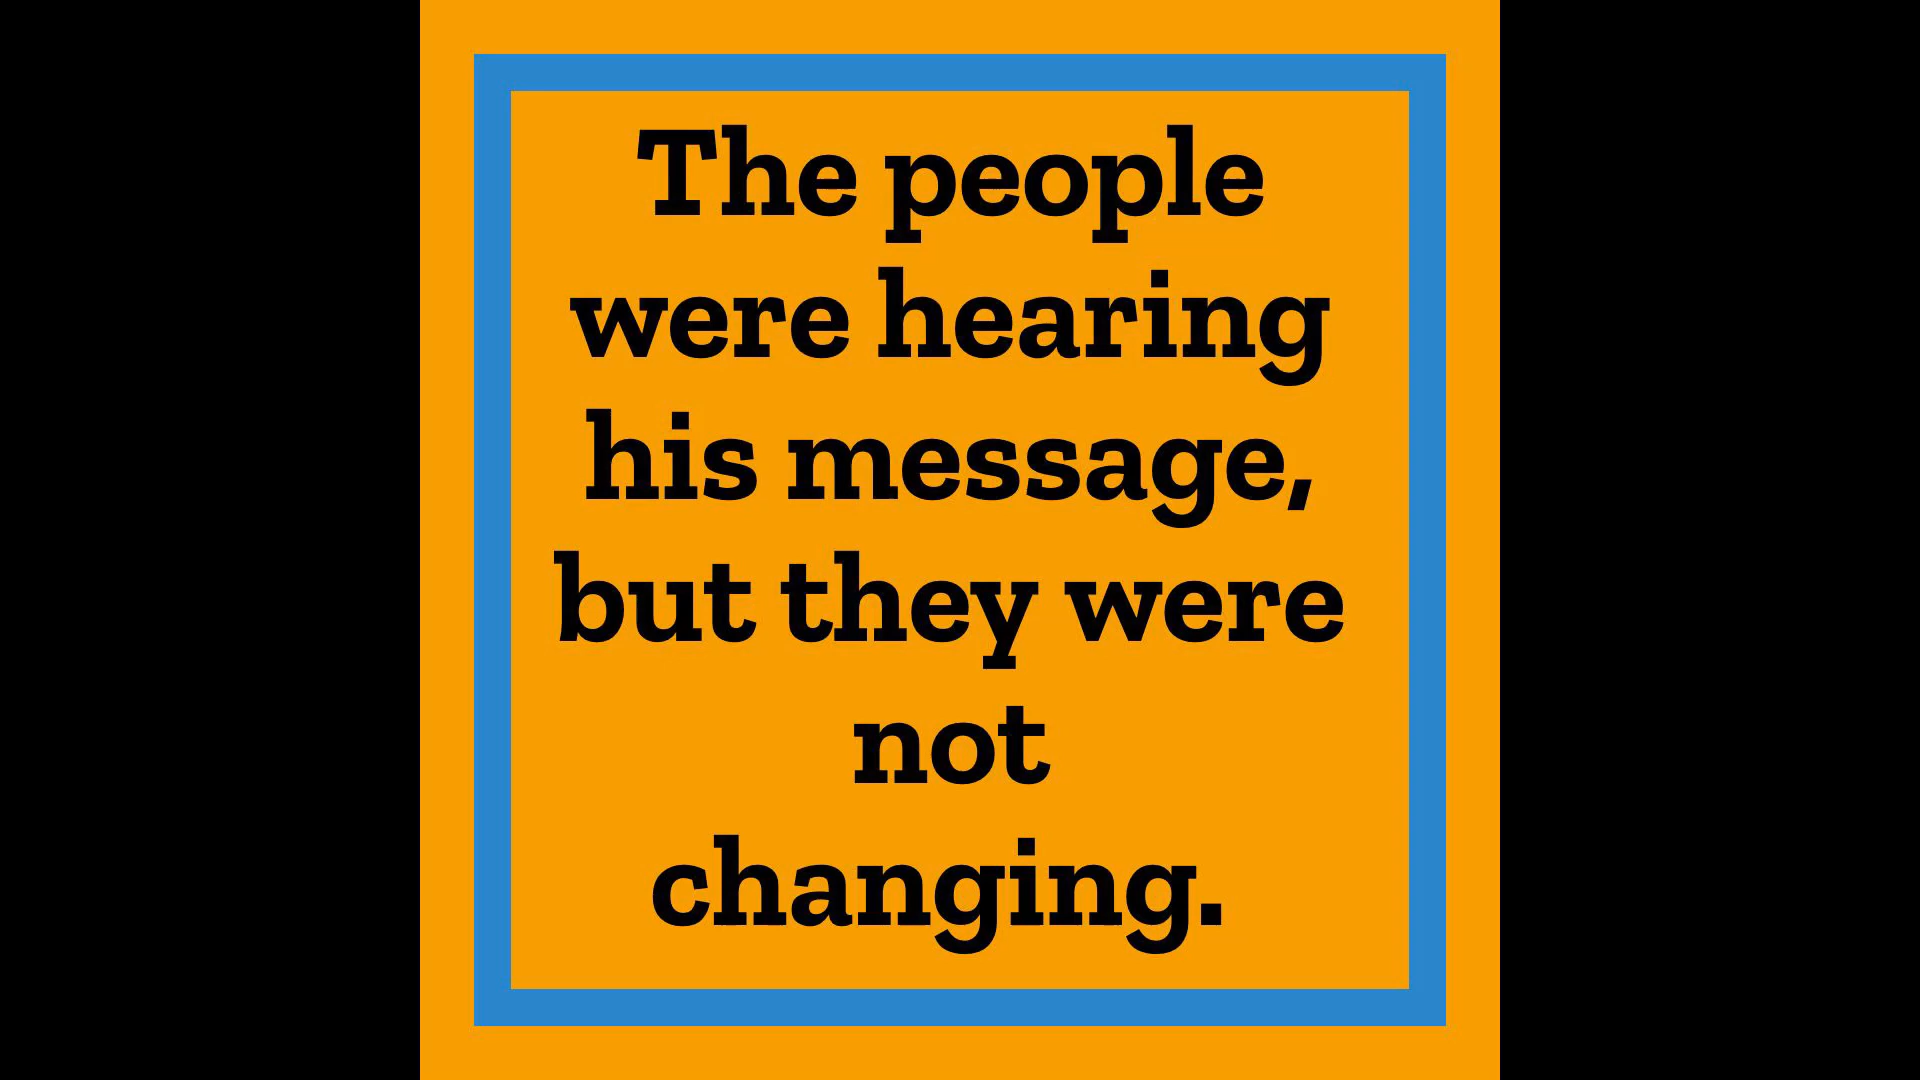 The people
were hearing
his message,
but they were
not
changing.